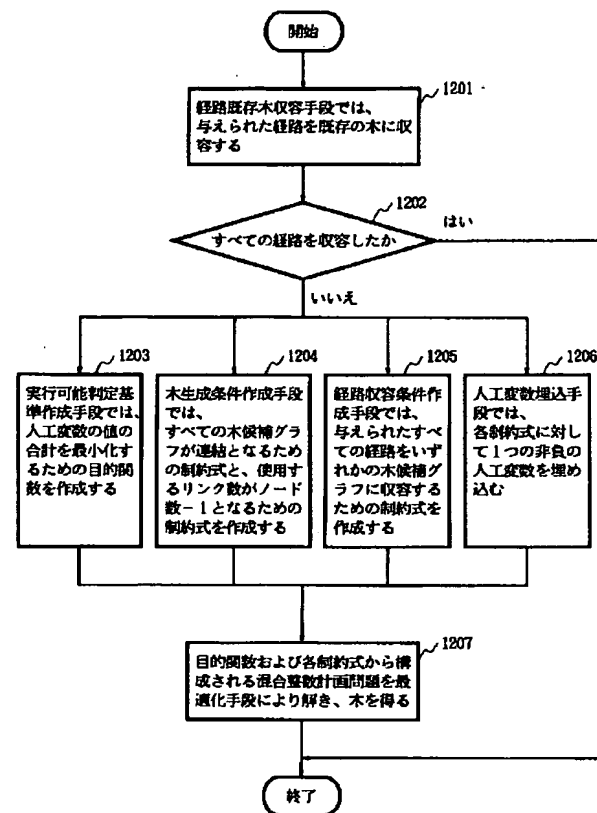 開始
1201
経路既存木収容手段では、
与えられた経路を既存の木に収
容する
1202
すべての経路を収容したか
はい
いいえ
1203
実行可能判定基
準作成手段では、
人工変数の値の
合計を最小化す
るための目的関
数を作成する
1204
木生成条件作成手段
では、
すべての木候補グラ
フが連結となるため
の制約式と、使用す
るリンク数がノード
数-1となるための
制約式を作成する
1205
経路収容条件作
成手段では、
与えられたすべ
ての経路をいず
れかの木候補グ
ラフに収容する
ための制約式を
作成する
1206
人工変数埋込手
段では、
各制約式に対し
て1つの非負の
人工変数を埋め
込む
1207
目的関数および各制約式から構
成される混合整数計画問題を最
適化手段により解き、木を得る
終了